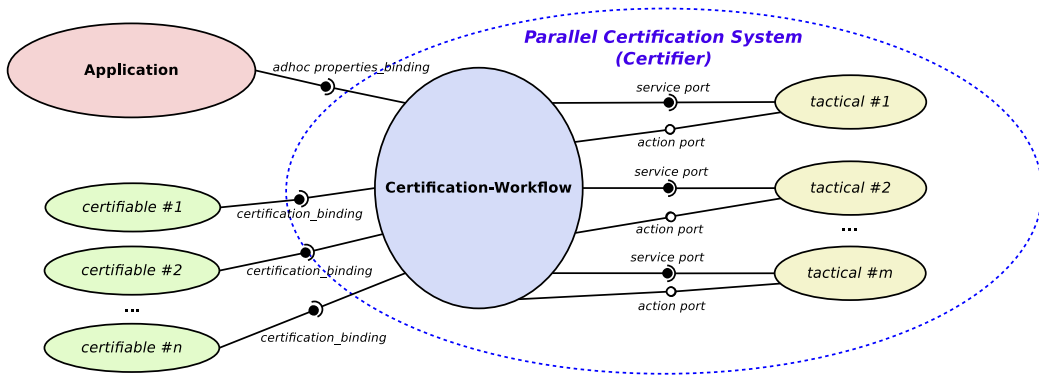 Parallel Certification System
(Certifier)
Application
adhoc properties_binding
service port
tactical #1
action port
service port
Certification-Workflow
tactical #2
certifiable #1
certification_binding
action port
...
service port
certifiable #2
certification_binding
tactical #m
...
action port
certification_binding
certifiable #n